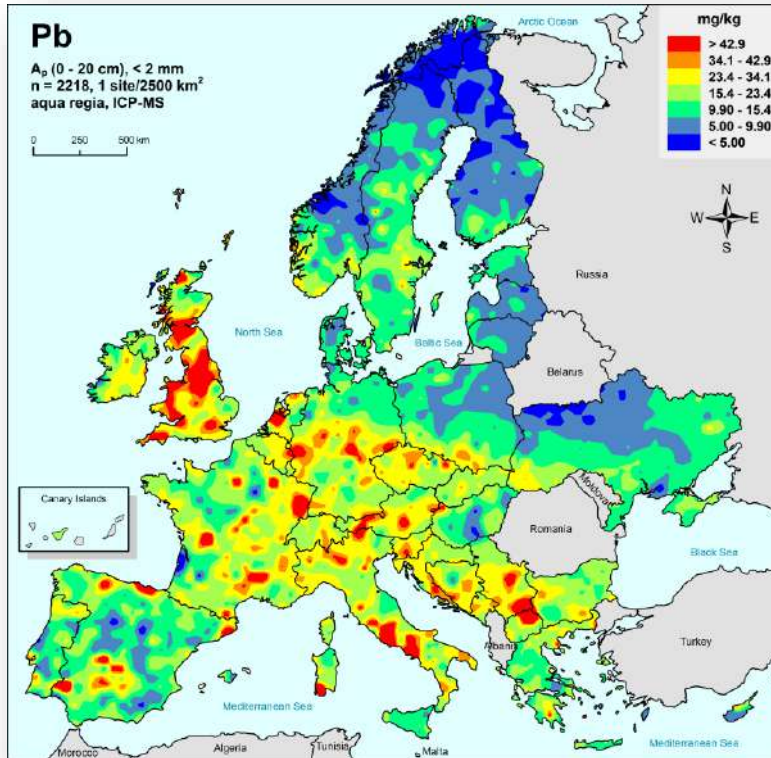 Pb
Ap (0 - 20 cm), < 2 mm
n = 2218, 1 site/2500 km²
aqua regia, ICP-MS
0 250 500 km
Arctic Ocean
mg/kg
> 42.9
34.1 - 42.9
23.4 - 34.1
15.4 - 23.4
9.90 - 15.4
5.00 - 9.90
< 5.00
N
W E
S
Russia
North Sea
Baltic Sea
Belarus
Canary Islands
Moldova
Romania
Black Sea
Albania
Turkey
Mediterranean Sea
Mediterranean Sea
Morocco
Algeria
Tunisia
Malta